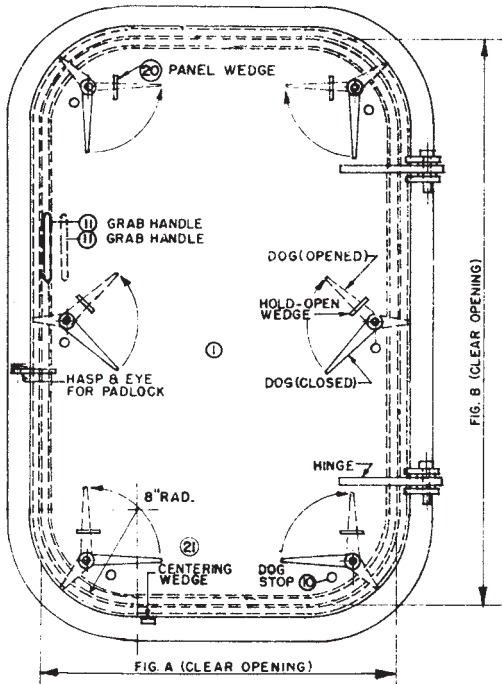 20 PANEL WEDGE
11 GRAB HANDLE
11 GRAB HANDLE
DOG (OPENED)
HOLD-OPEN
WEDGE
1
HASP & EYE
FOR PADLOCK
DOG (CLOSED)
FIG. B (CLEAR OPENING)
HINGE
8" RAD.
21
CENTERING
WEDGE
DOG
STOP 10
FIG. A (CLEAR OPENING)